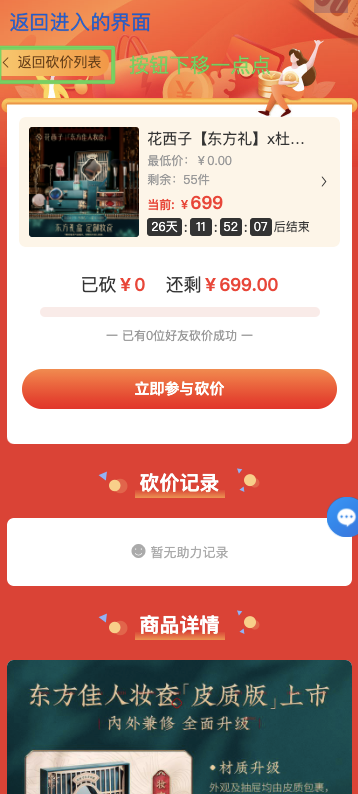 返回进入的界面
返回砍价列表
按钮下移一点点
花西子【东方礼】x杜...
最低价：￥0.00
剩余：55件
当前：￥699
26天:11:52:07后结束
已砍￥0 还剩￥699.00
一 已有0位好友砍价成功 一
立即参与砍价
砍价记录
暂无助力记录
商品详情
东方佳人妆奁「皮质版」上市
内外兼修 全面升级
•材质升级
外观及抽屉均由皮质包裹，